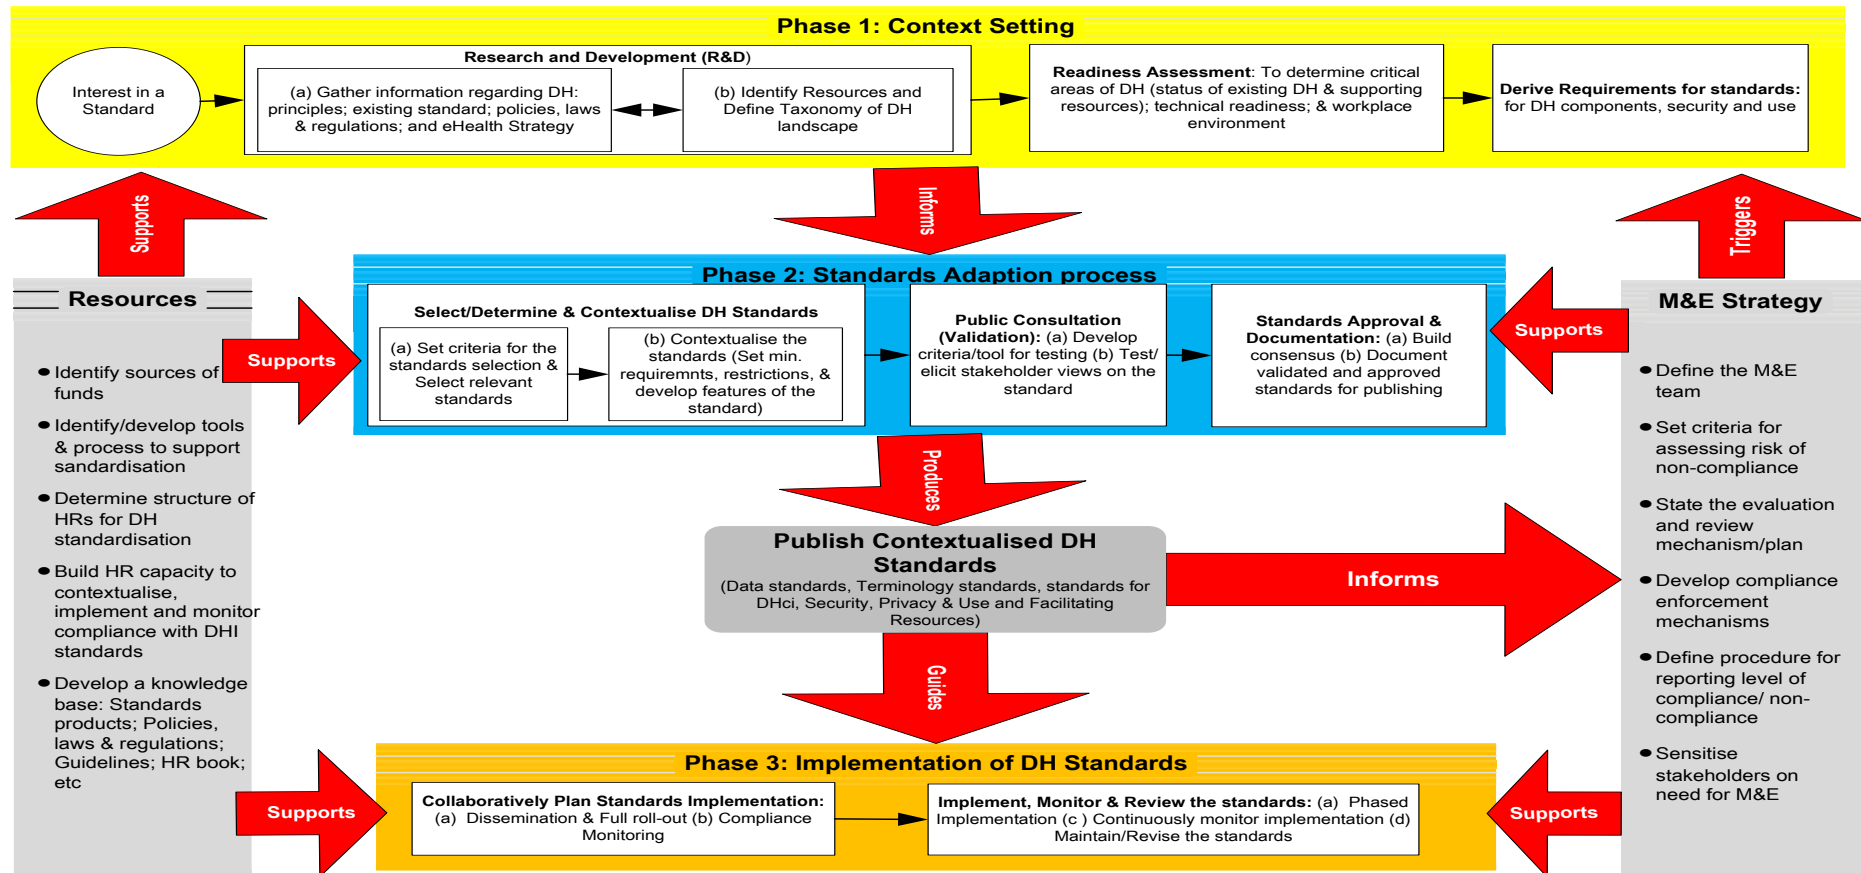 Phase 1: Context Setting
Interest in a
Standard
Research and Development (R&D)
(a) Gather information regarding DH:
principles; existing standard; policies, laws
& regulations; and eHealth Strategy
(b) Identify Resources and
Define Taxonomy of DH
landscape
Readiness Assessment: To determine critical
areas of DH (status of existing DH & supporting
resources); technical readiness; & workplace
environment
Derive Requirements for standards:
for DH components, security and use
Supports
Informs
Triggers
Resources
Identify sources of
funds
Identify/develop tools
& process to support
sandardisation
Determine structure of
HRs for DH
standardisation
Build HR capacity to
contextualise,
implement and monitor
compliance with DHI
standards
Develop a knowledge
base: Standards
products; Policies,
laws & regulations;
Guidelines; HR book;
etc
Supports
Phase 2: Standards Adaption process
Select/Determine & Contextualise DH Standards
(a) Set criteria for the
standards selection &
Select relevant
standards
(b) Contextualise the
standards (Set min.
requiremnts, restrictions, &
develop features of the
standard)
Public Consultation
(Validation): (a) Develop
criteria/tool for testing (b) Test/
elicit stakeholder views on the
standard
Standards Approval &
Documentation: (a) Build
consensus (b) Document
validated and approved
standards for publishing
Supports
M&E Strategy
Define the M&E
team
Set criteria for
assessing risk of
non-compliance
State the evaluation
and review
mechanism/plan
Develop compliance
enforcement
mechanisms
Define procedure for
reporting level of
compliance/ non-
compliance
Sensitise
stakeholders on
need for M&E
Produces
Publish Contextualised DH
Standards
(Data standards, Terminology standards, standards for
DHci, Security, Privacy & Use and Facilitating
Resources)
Informs
Guides
Supports
Phase 3: Implementation of DH Standards
Collaboratively Plan Standards Implementation:
(a) Dissemination & Full roll-out (b) Compliance
Monitoring
Implement, Monitor & Review the standards: (a) Phased
Implementation (c ) Continuously monitor implementation (d)
Maintain/Revise the standards
Supports